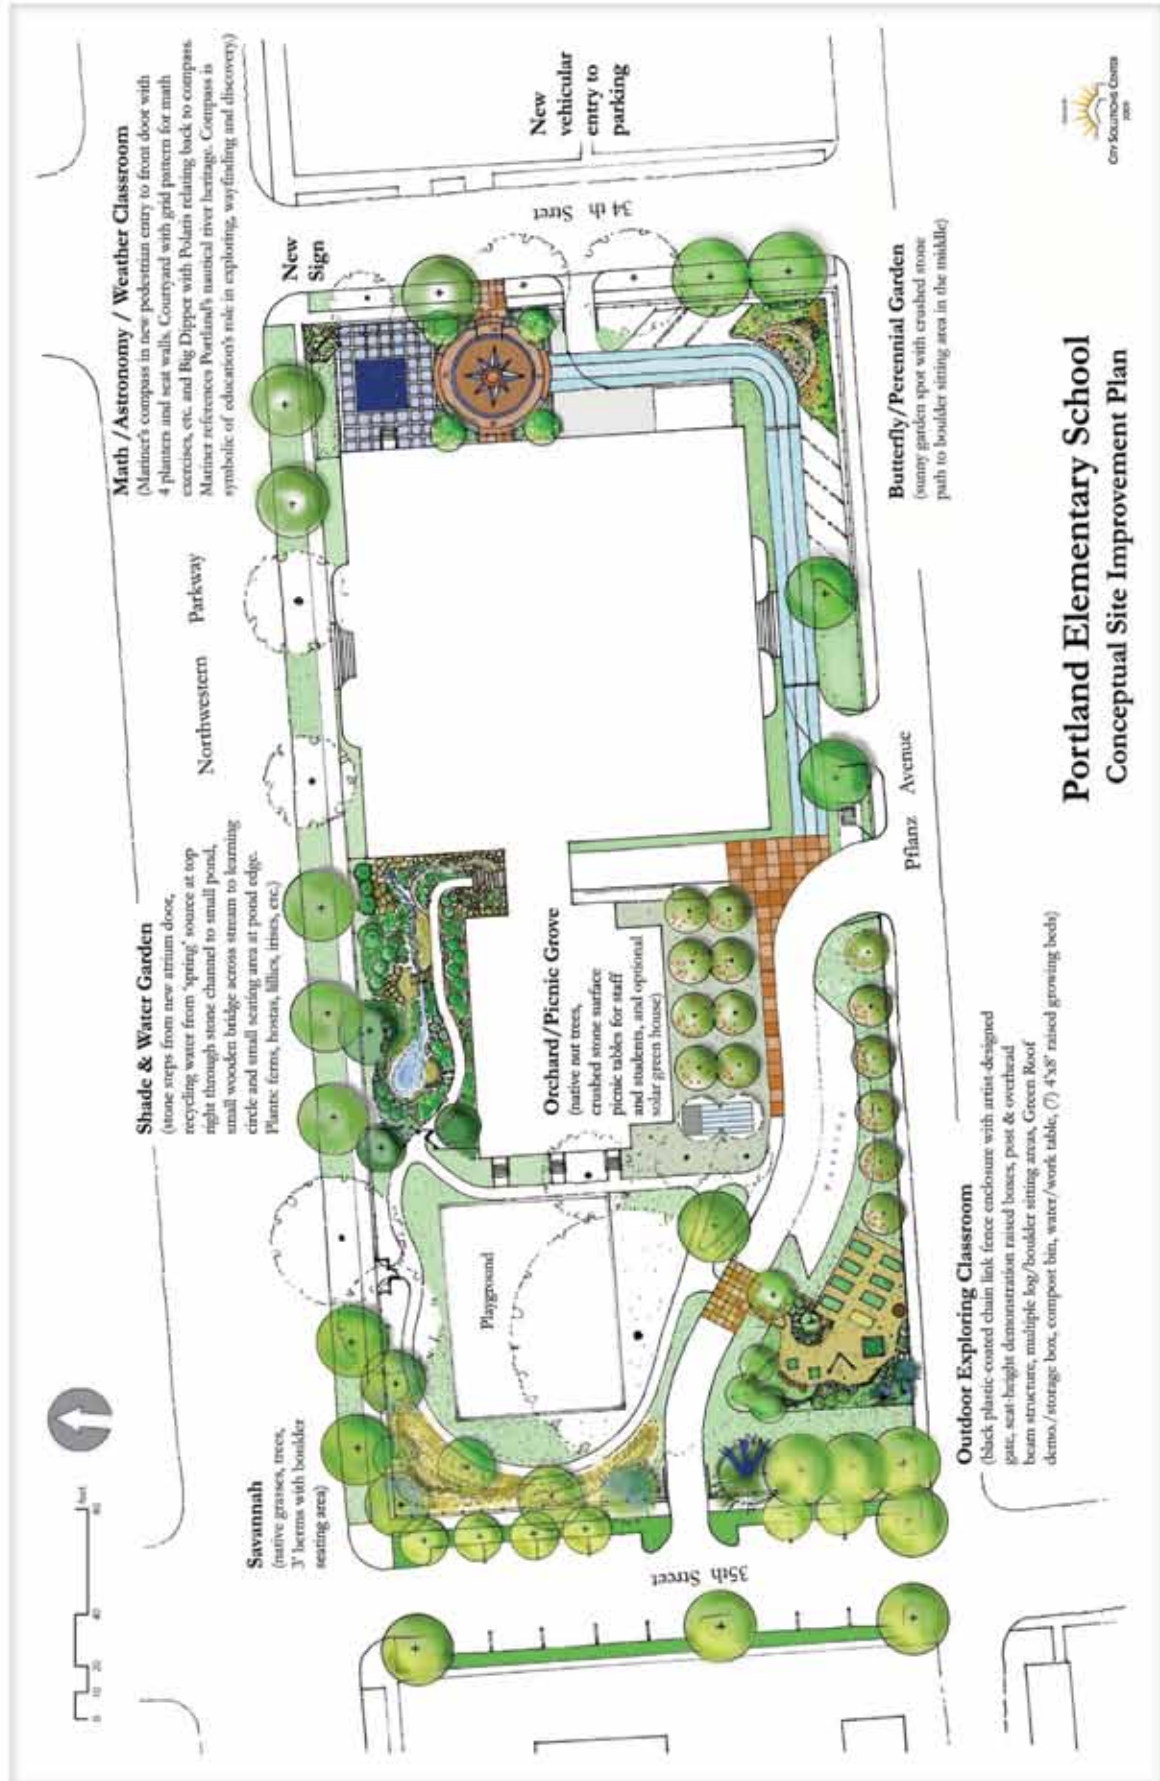 0 10 20 40 80 feet
Savannah
(native grasses, trees,
3' berms with boulder
seating area)
Shade & Water Garden
(stone steps from new atrium door,
recycling water from 'spring' source at top
right through stone channel to small pond,
small wooden bridge across stream to learning
circle and small seating area at pond edge.
Plants: ferns, hostas, lillies, irises, etc.)
Northwestern Parkway
Math /Astronomy / Weather Classroom
(Mariner's compass in new pedestrian entry to front door with
4 planters and seat walls. Courtyard with grid pattern for math
exercises, etc. and Big Dipper with Polaris relating back to compass.
Mariner references Portland's nautical river heritage. Compass is
symbolic of education's role in exploring, wayfinding and discovery.)
New
Sign
New
vehicular
entry to
parking
34 th Stret
Playground
Orchard/Picnic Grove
(native nut trees,
crushed stone surface
picnic tables for staff
and students, and optional
solar green house)
35th Street
Pflanz Avenue
Butterfly/Perennial Garden
(sunny garden spot with crushed stone
path to boulder sitting area in the middle)
Outdoor Exploring Classroom
(black plastic-coated chain link fence enclosure with artist-designed
gate, seat-height demonstration raised boxes, post & overhead
beam structure, multiple log/boulder sitting areas, Green Roof
demo./storage box, compost bin, water/work table, (7) 4'x8' raised growing beds)
Portland Elementary School
Conceptual Site Improvement Plan
CITY SOLUTIONS CENTER
2009